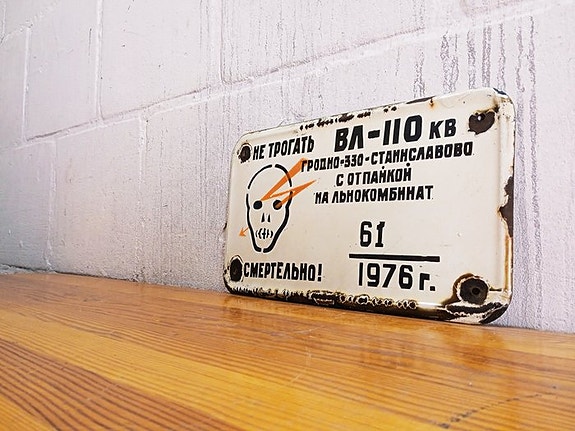 НЕ ТРОГАТЬ ВЛ-110 КВ
ГРОДНО-330-СТАНИСЛАВОВО
С ОТПАЙКОЙ
НА ЛЬНОКОМБИНАТ
61
1976 г.
СМЕРТЕЛЬНО!